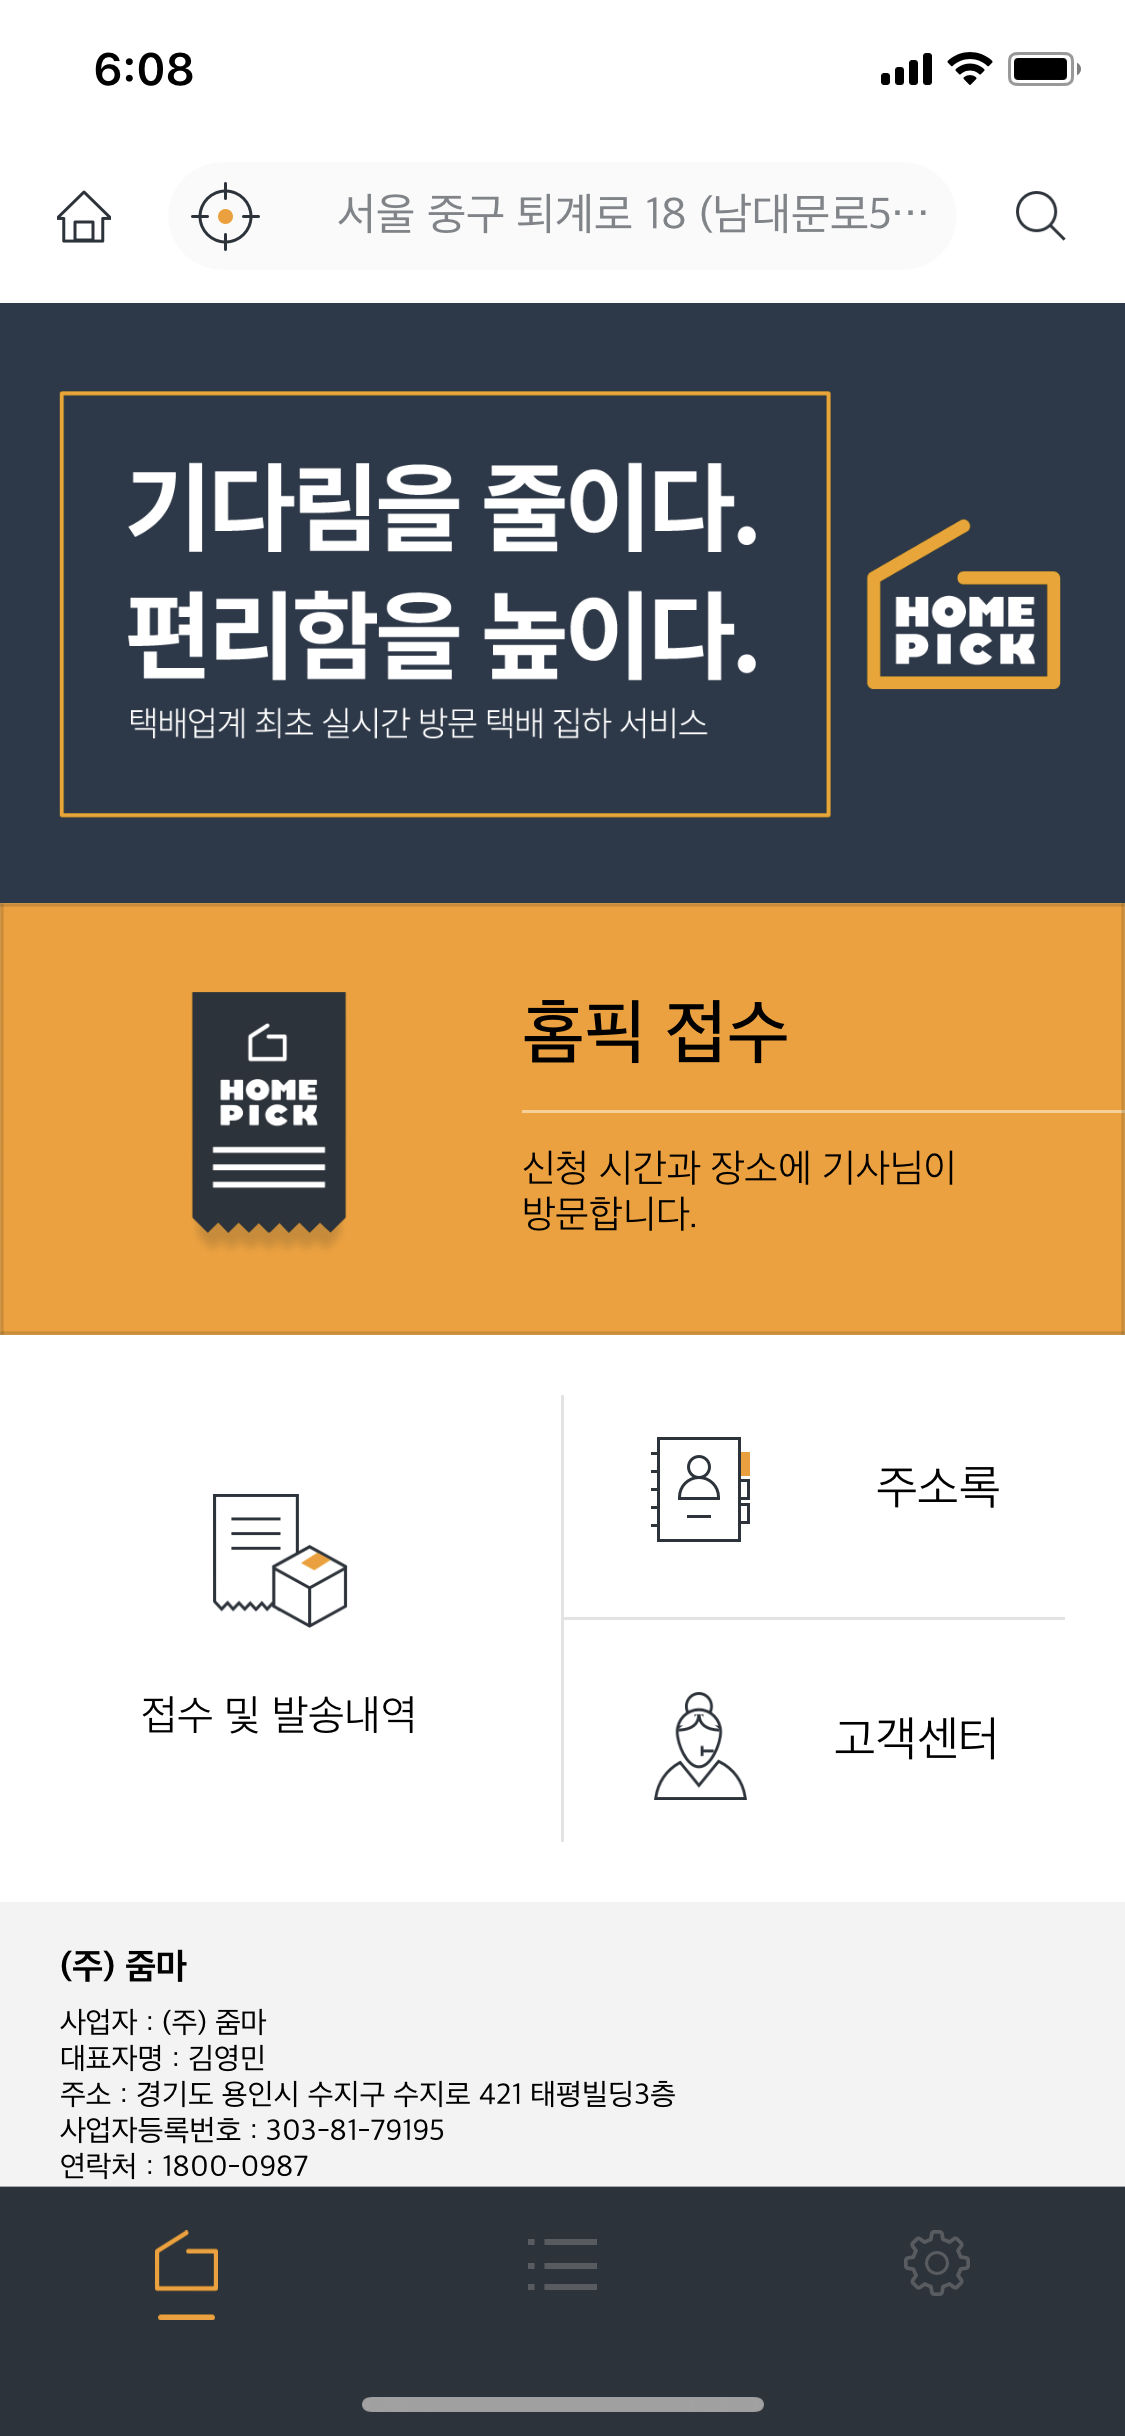 6:08
서울 중구 퇴계로 18 (남대문로5…
기다림을 줄이다.
편리함을 높이다.
택배업계 최초 실시간 방문 택배 집하 서비스
HOME
PICK
HOME
PICK
홈픽 접수
신청 시간과 장소에 기사님이
방문합니다.
접수 및 발송내역
주소록
고객센터
(주) 줌마
사업자 : (주) 줌마
대표자명 : 김영민
주소 : 경기도 용인시 수지구 수지로 421 태평빌딩3층
사업자등록번호 : 303-81-79195
연락처 : 1800-0987